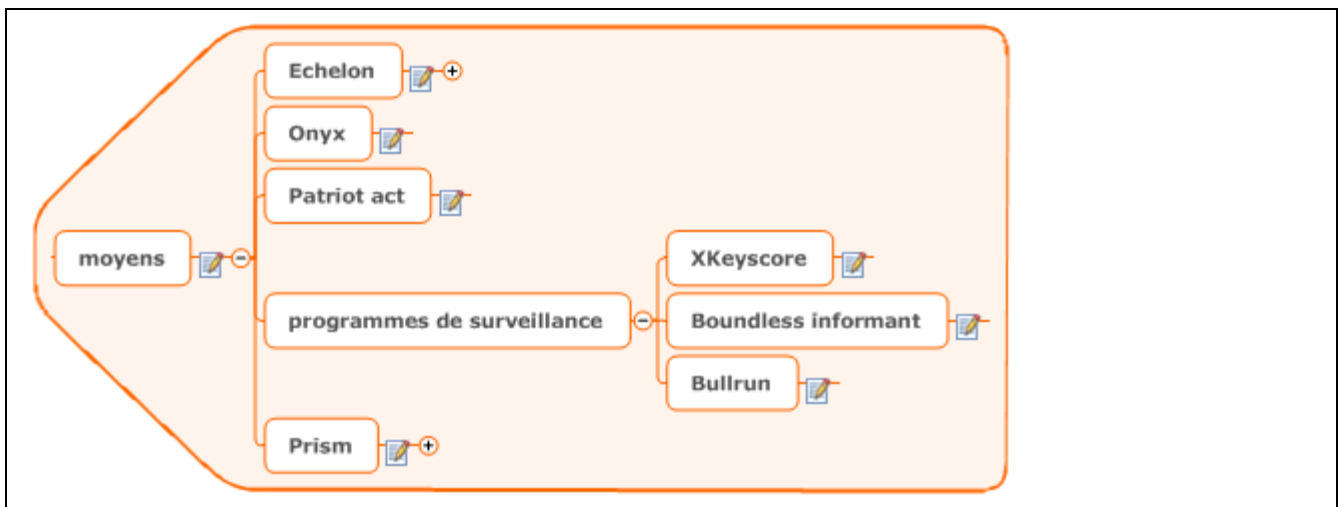 Echelon
Onyx
Patriot act
moyens
XKeyscore
programmes de surveillance
Boundless informant
Bullrun
Prism